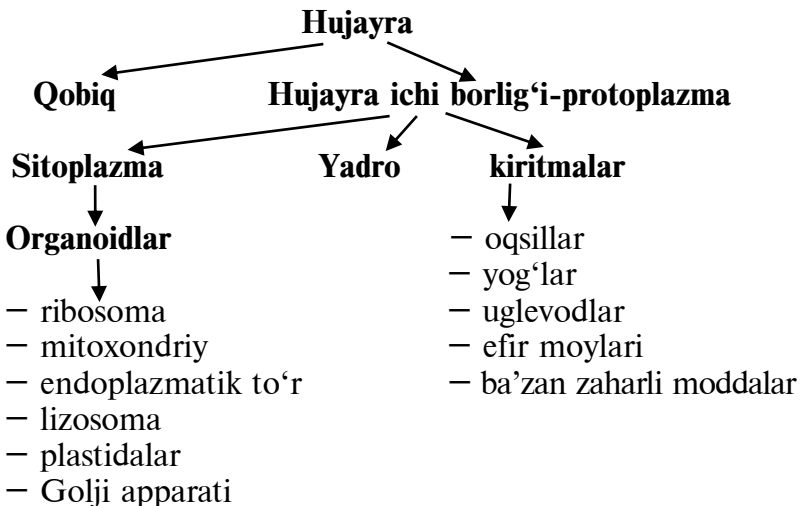 Hujayra
Qobiq Hujayra ichi borlig‘i-protoplazma
Sitoplazma Yadro kiritmalar
Organoidlar
– oqsillar
– yog‘lar
– uglevodlar
– efir moylari
– ba’zan zaharli moddalar
– ribosoma
– mitoxondriy
– endoplazmatik to‘r
– lizosoma
– plastidalar
– Golji apparati